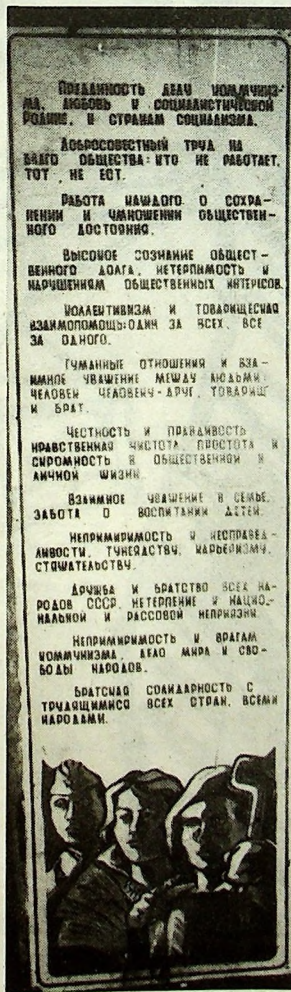 ПРЕДАННОСТЬ ДЕЛУ КОММУНИЗ-
МА, ЛЮБОВЬ К СОЦИАЛИСТИЧЕСКОЙ
РОДИНЕ, К СТРАНАМ СОЦИАЛИЗМА.
ДОБРОСОВЕСТНЫЙ ТРУД НА
БЛАГО ОБЩЕСТВА: КТО НЕ РАБОТАЕТ,
ТОТ НЕ ЕСТ.
РАБОТА КАЖДОГО О СОХРА-
НЕНИИ И УМНОЖЕНИИ ОБЩЕСТВЕН-
НОГО ДОСТОЯНИЯ.
ВЫСОКОЕ СОЗНАНИЕ ОБЩЕСТ-
ВЕННОГО ДОЛГА, НЕТЕРПИМОСТЬ К
НАРУШЕНИЯМ ОБЩЕСТВЕННЫХ ИНТЕРЕСОВ.
КОЛЛЕКТИВИЗМ И ТОВАРИЩЕСКАЯ
ВЗАИМОПОМОЩЬ: ОДИН ЗА ВСЕХ, ВСЕ
ЗА ОДНОГО.
ГУМАННЫЕ ОТНОШЕНИЯ И ВЗА-
ИМНОЕ УВАЖЕНИЕ МЕЖДУ ЛЮДЬМИ:
ЧЕЛОВЕК ЧЕЛОВЕКУ - ДРУГ, ТОВАРИЩ
И БРАТ.
ЧЕСТНОСТЬ И ПРАВДИВОСТЬ
НРАВСТВЕННАЯ ЧИСТОТА, ПРОСТОТА И
СКРОМНОСТЬ В ОБЩЕСТВЕННОЙ И
ЛИЧНОЙ ЖИЗНИ.
ВЗАИМНОЕ УВАЖЕНИЕ В СЕМЬЕ,
ЗАБОТА О ВОСПИТАНИИ ДЕТЕЙ.
НЕПРИМИРИМОСТЬ К НЕСПРАВЕД-
ЛИВОСТИ, ТУНЕЯДСТВУ, КАРЬЕРИЗМУ,
СТЯЖАТЕЛЬСТВУ.
ДРУЖБА И БРАТСТВО ВСЕХ НА-
РОДОВ СССР, НЕТЕРПЕНИЕ К НАЦИО-
НАЛЬНОЙ И РАССОВОЙ НЕПРИЯЗНИ.
НЕПРИМИРИМОСТЬ К ВРАГАМ
КОММУНИЗМА, ДЕЛО МИРА И СВО-
БОДЫ НАРОДОВ.
БРАТСКАЯ СОЛИДАРНОСТЬ С
ТРУДЯЩИМИСЯ ВСЕХ СТРАН, ВСЕМИ
НАРОДАМИ.